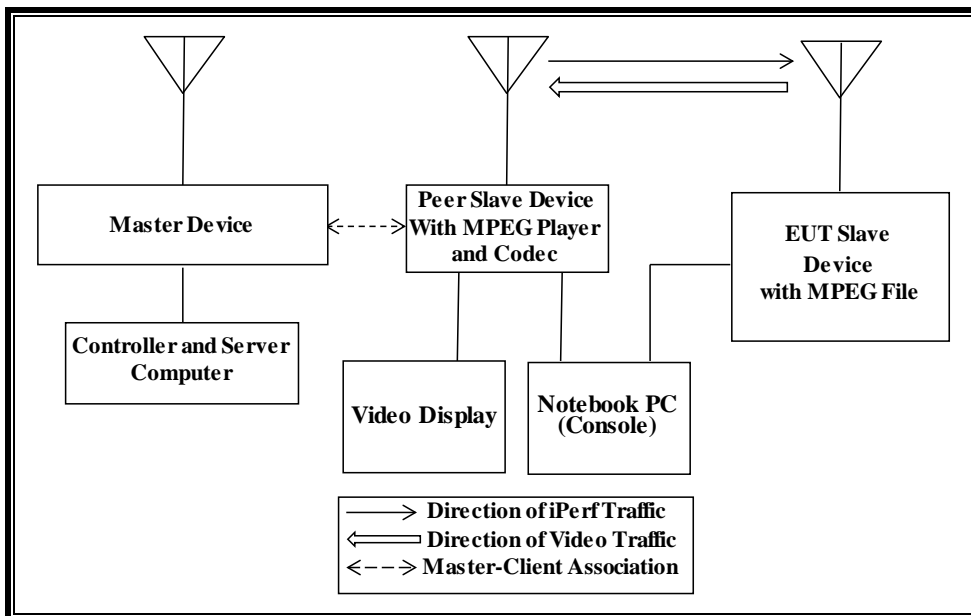 Master Device
Peer Slave Device
With MPEG Player
and Codec
EUT Slave
Device
with MPEG File
Controller and Server
Computer
Video Display
Notebook PC
(Console)
Direction of iPerf Traffic
Direction of Video Traffic
Master-Client Association